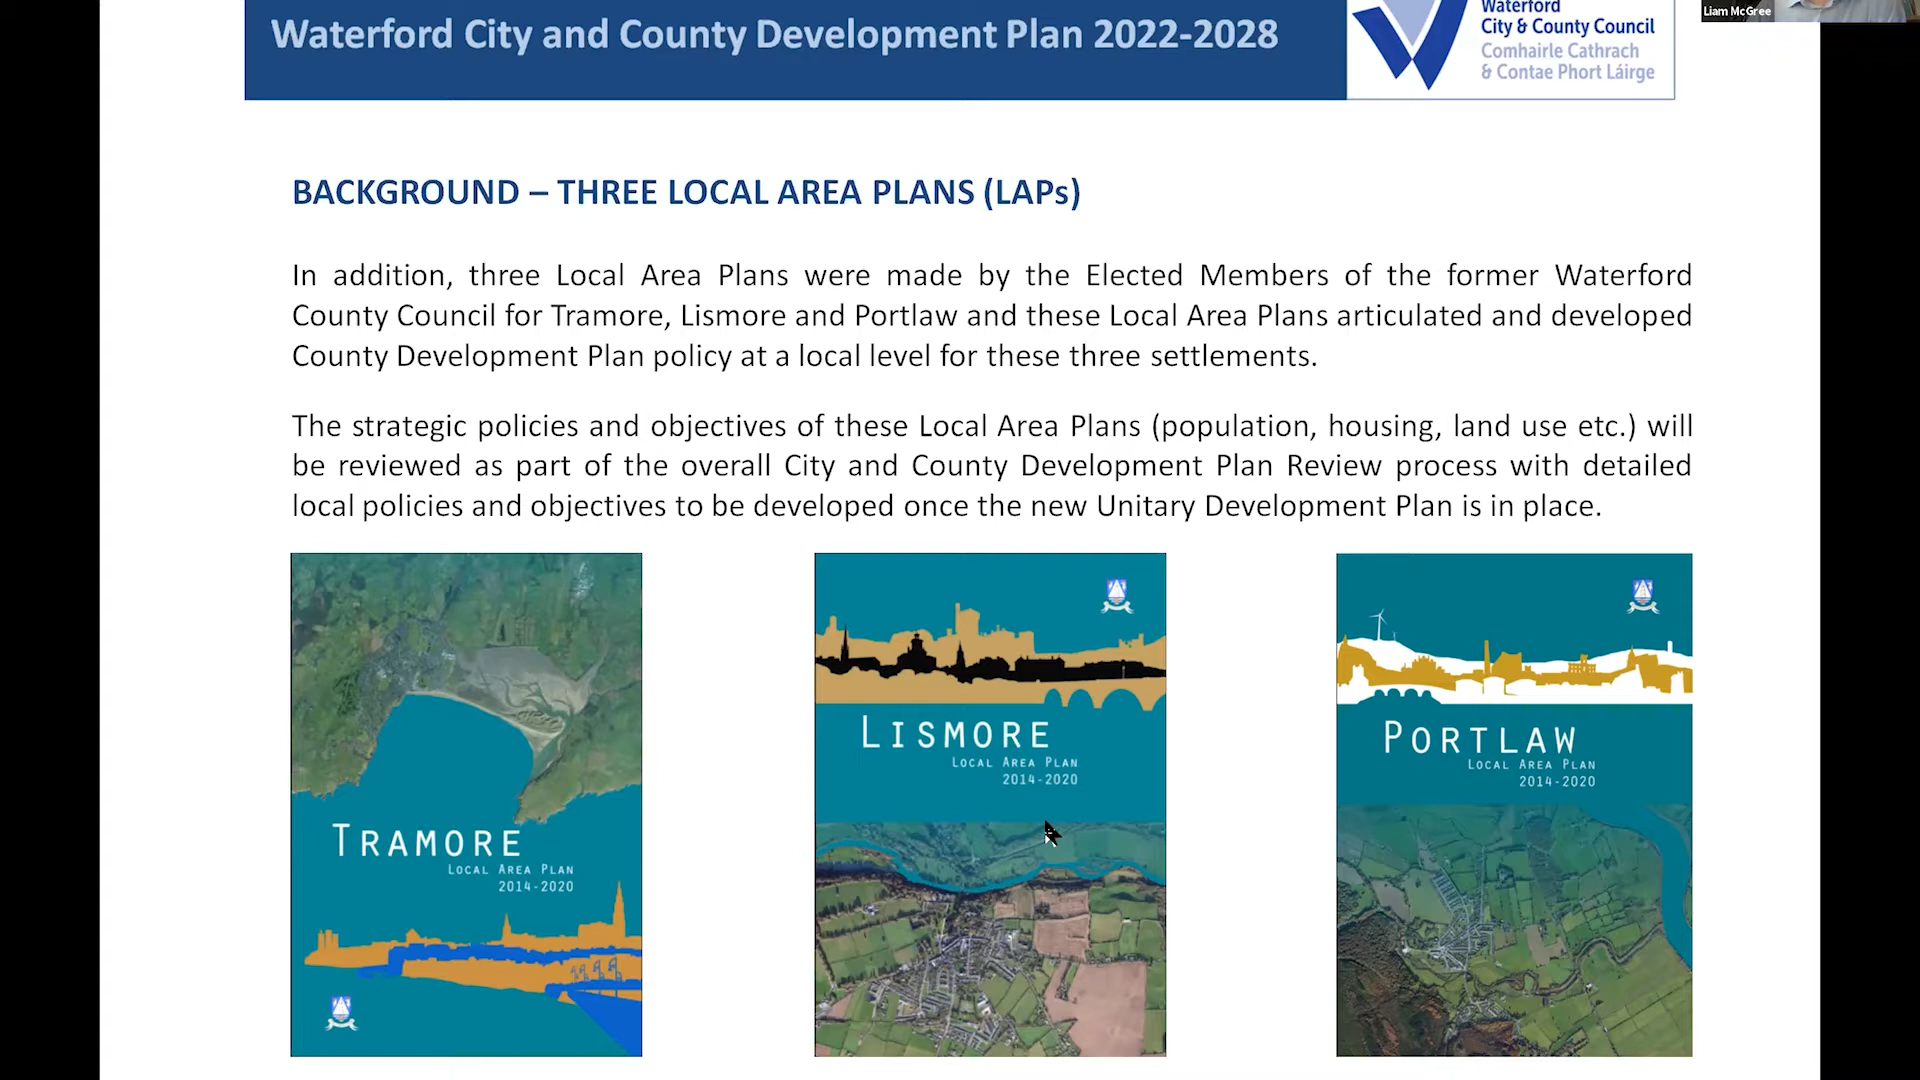 Waterford City and County Development Plan 2022-2028
Waterford
City & County Council
Comhairle Cathrach
& Contae Phort Láirge
Liam McGree
BACKGROUND – THREE LOCAL AREA PLANS (LAPs)
In addition, three Local Area Plans were made by the Elected Members of the former Waterford
County Council for Tramore, Lismore and Portlaw and these Local Area Plans articulated and developed
County Development Plan policy at a local level for these three settlements.
The strategic policies and objectives of these Local Area Plans (population, housing, land use etc.) will
be reviewed as part of the overall City and County Development Plan Review process with detailed
local policies and objectives to be developed once the new Unitary Development Plan is in place.
TRAMORE
LOCAL AREA PLAN
2014-2020
LISMORE
LOCAL AREA PLAN
2014-2020
PORTLAW
LOCAL AREA PLAN
2014-2020